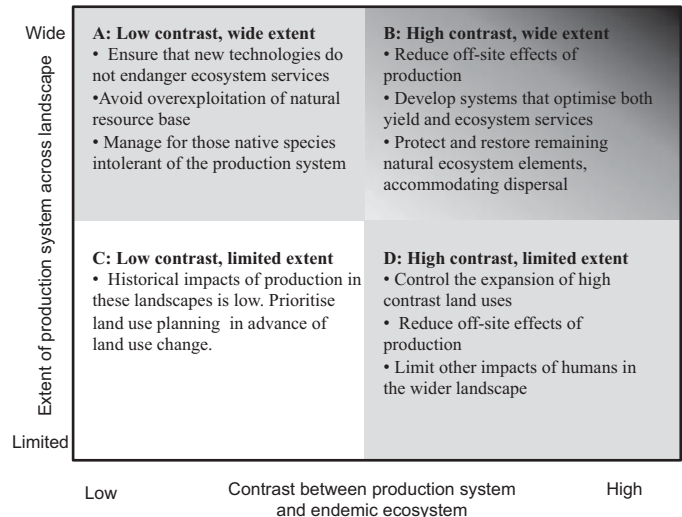 Wide
Extent of production system across landscape
Limited
A: Low contrast, wide extent
• Ensure that new technologies do
not endanger ecosystem services
•Avoid overexploitation of natural
resource base
• Manage for those native species
intolerant of the production system
B: High contrast, wide extent
• Reduce off-site effects of
production
• Develop systems that optimise both
yield and ecosystem services
• Protect and restore remaining
natural ecosystem elements,
accommodating dispersal
C: Low contrast, limited extent
• Historical impacts of production in
these landscapes is low. Prioritise
land use planning in advance of
land use change.
D: High contrast, limited extent
• Control the expansion of high
contrast land uses
• Reduce off-site effects of
production
• Limit other impacts of humans in
the wider landscape
Low
Contrast between production system
and endemic ecosystem
High